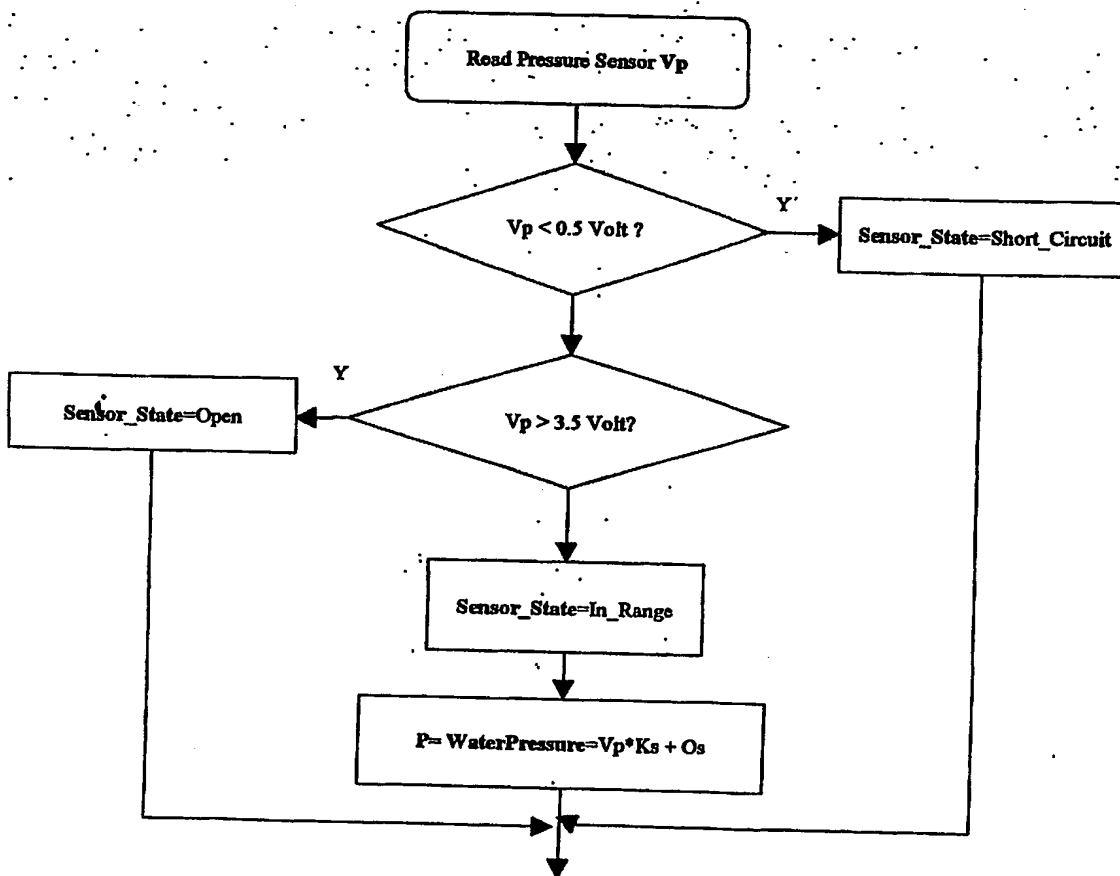 Read Pressure Sensor Vp
Vp < 0.5 Volt ?
Y
Sensor_State=Short_Circuit
Y
Sensor_State=Open
Vp > 3.5 Volt?
Sensor_State=In_Range
P= WaterPressure=Vp*Ks + Os